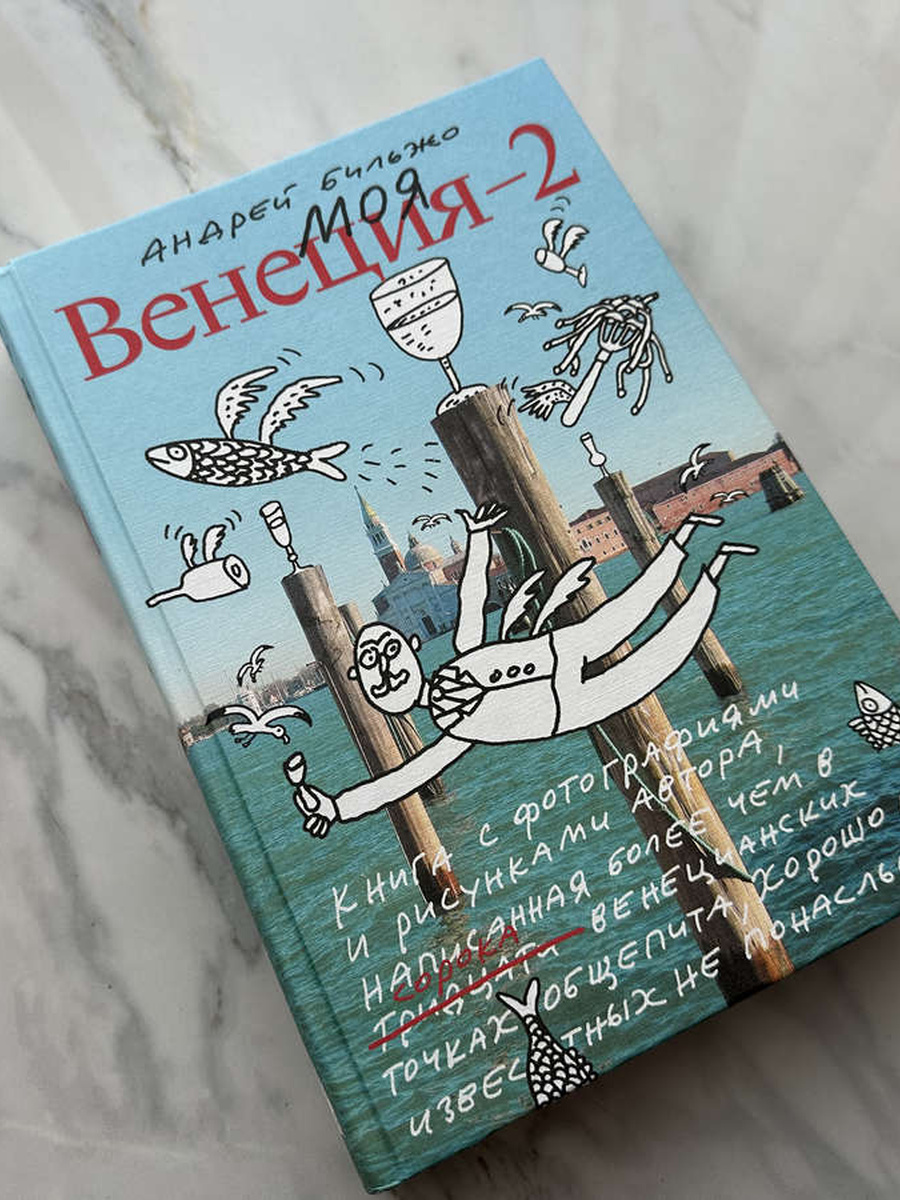 АНДРЕЙ БИЛЬЖО
МОЯ
Венеция–2
КНИГА С ФОТОГРАФИЯМИ
И РИСУНКАМИ АВТОРА,
НАПИСАННАЯ БОЛЕЕ ЧЕМ В
сорока
ТРИДЦАТИ ВЕНЕЦИАНСКИХ
ТОЧКАХ ОБЩЕПИТА, ХОРОШО
ИЗВЕСТНЫХ НЕ ПОНАСЛЫ